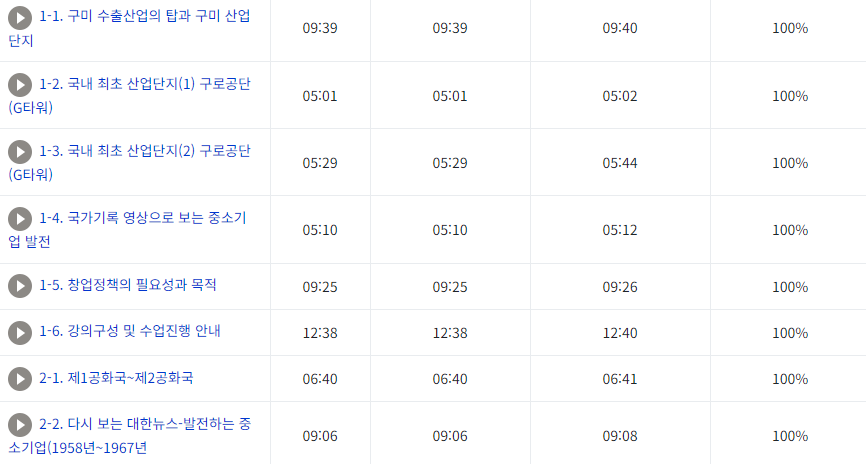 1-1. 구미 수출산업의 탑과 구미 산업
단지
09:39 09:39 09:40 100%
1-2. 국내 최초 산업단지(1) 구로공단
(G타워)
05:01 05:01 05:02 100%
1-3. 국내 최초 산업단지(2) 구로공단
(G타워)
05:29 05:29 05:44 100%
1-4. 국가기록 영상으로 보는 중소기
업 발전
05:10 05:10 05:12 100%
1-5. 창업정책의 필요성과 목적 09:25 09:25 09:26 100%
1-6. 강의구성 및 수업진행 안내 12:38 12:38 12:40 100%
2-1. 제1공화국~제2공화국 06:40 06:40 06:41 100%
2-2. 다시 보는 대한뉴스-발전하는 중
소기업(1958년~1967년
09:06 09:06 09:08 100%